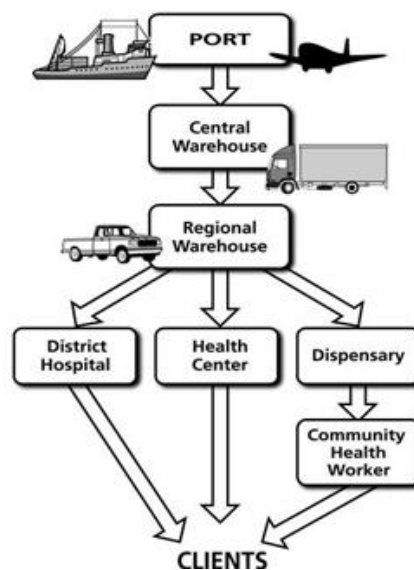 PORT
Central
Warehouse
Regional
Warehouse
District
Hospital
Health
Center
Dispensary
Community
Health
Worker
CLIENTS